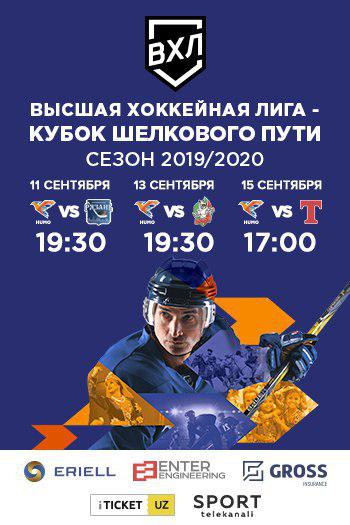 ВХЛ
ВЫСШАЯ ХОККЕЙНАЯ ЛИГА -
КУБОК ШЕЛКОВОГО ПУТИ
СЕЗОН 2019/2020
11 СЕНТЯБРЯ 13 СЕНТЯБРЯ 15 СЕНТЯБРЯ
HUMO VS РЯЗАНЬ HUMO VS HUMO VS Т
19:30 19:30 17:00
ERIELL ENTER ENGINEERING GROSS INSURANCE
iTICKET UZ SPORT telekanali